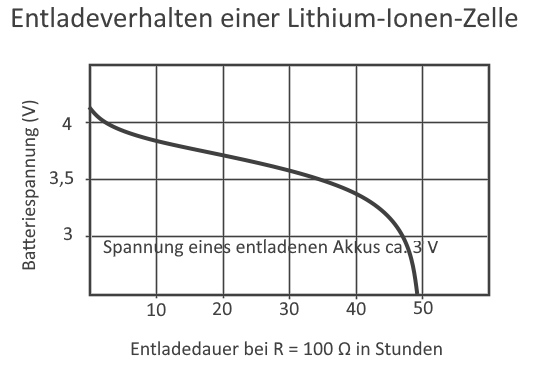 Entladeverhalten einer Lithium-Ionen-Zelle
Batteriespannung (V)
4
3,5
3
Spannung eines entladenen Akkus ca. 3 V
10 20 30 40 50
Entladedauer bei R = 100 Ω in Stunden